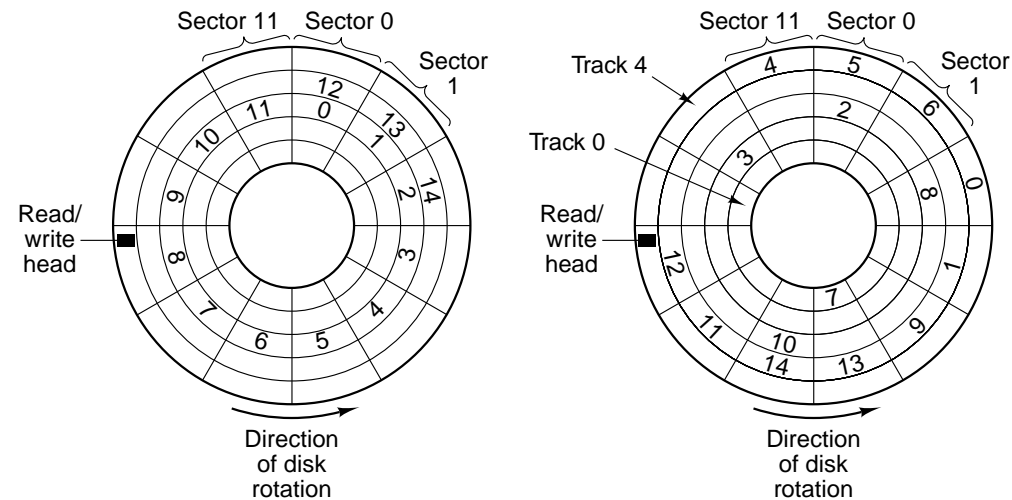 Sector 11
Sector 0
Sector
1
12
0
13
1
14
2
3
4
5
6
7
8
9
10
11
Read/
write
head
Direction
of disk
rotation
Sector 11
Sector 0
Sector
1
Track 4
Track 0
Read/
write
head
4
5
6
0
2
8
3
1
9
7
13
10
14
11
12
Direction
of disk
rotation